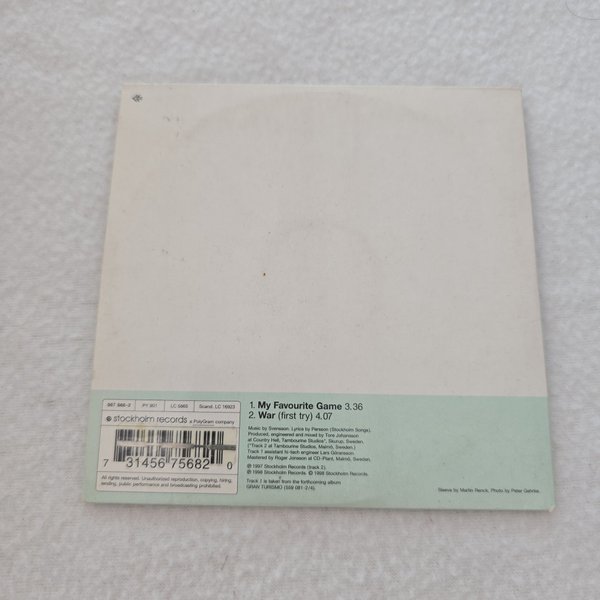 567 568-2 PY 901 LC 5965 Scand: LC 16923
stockholm records a PolyGram company
7 31456 75682 0
All rights reserved. Unauthorized reproduction, copying, hiring,
lending, public performance and broadcasting prohibited.
1. My Favourite Game 3.36
2. War (first try) 4.07
Music by Svensson. Lyrics by Persson (Stockholm Songs).
Produced, engineered and mixed by Tore Johansson
at Country Hell, Tambourine Studios*, Skurup, Sweden.
(*Track 2 at Tambourine Studios, Malmö, Sweden.)
Track 1 assistant hi-tech engineer Lars Göransson.
Mastered by Roger Jonsson at CD-Plant, Malmö, Sweden.
℗ 1997 Stockholm Records (track 2).
℗ 1998 Stockholm Records. © 1998 Stockholm Records.
Track 1 is taken from the forthcoming album
GRAN TURISMO (559 081-2/4).
Sleeve by Martin Renck. Photo by Peter Gehrke.